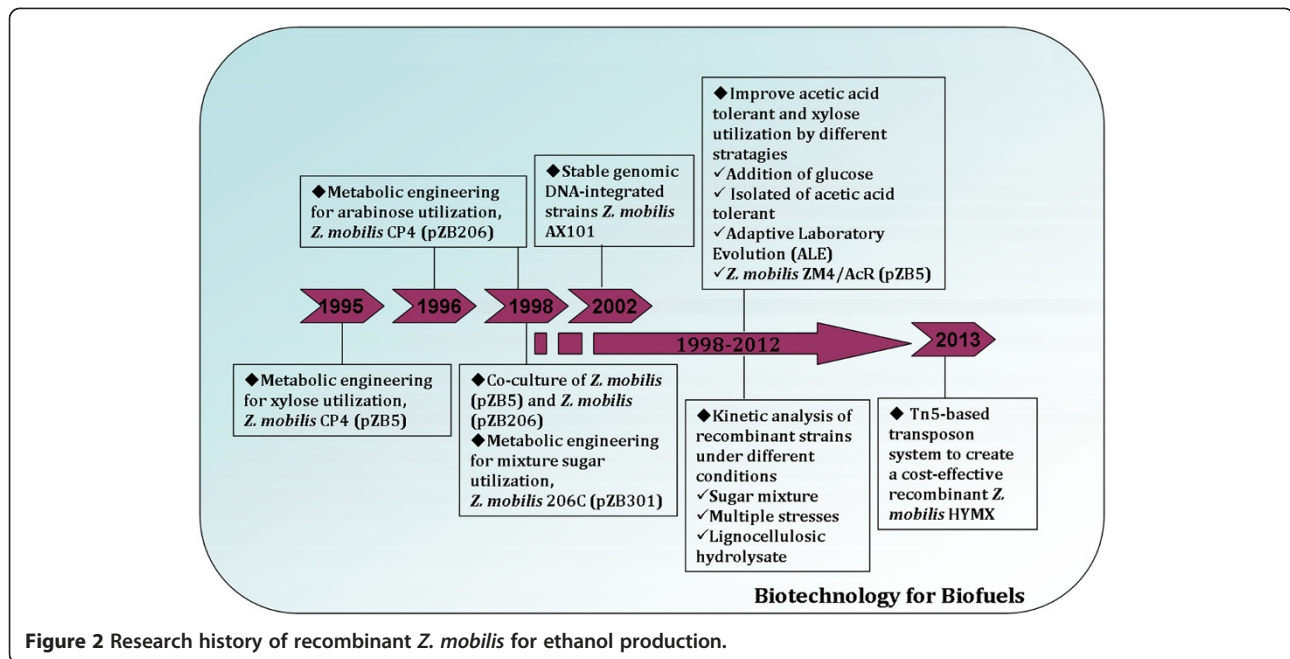 ◆Improve acetic acid
tolerant and xylose
utilization by different
stratagies
✓Addition of glucose
✓ Isolated of acetic acid
tolerant
✓Adaptive Laboratory
Evolution (ALE)
✓Z. mobilis ZM4/AcR (pZB5)
◆Stable genomic
DNA-integrated
strains Z. mobilis
AX101
◆Metabolic engineering
for arabinose utilization,
Z. mobilis CP4 (pZB206)
1995
1996
1998
2002
1998-2012
2013
◆Metabolic engineering
for xylose utilization,
Z. mobilis CP4 (pZB5)
◆Co-culture of Z. mobilis
(pZB5) and Z. mobilis
(pZB206)
◆Metabolic engineering
for mixture sugar
utilization,
Z. mobilis 206C (pZB301)
◆Kinetic analysis of
recombinant strains
under different
conditions
✓Sugar mixture
✓Multiple stresses
✓Lignocellulosic
hydrolysate
◆ Tn5-based
transposon
system to create
a cost-effective
recombinant Z.
mobilis HYMX
Biotechnology for Biofuels
Figure 2 Research history of recombinant Z. mobilis for ethanol production.